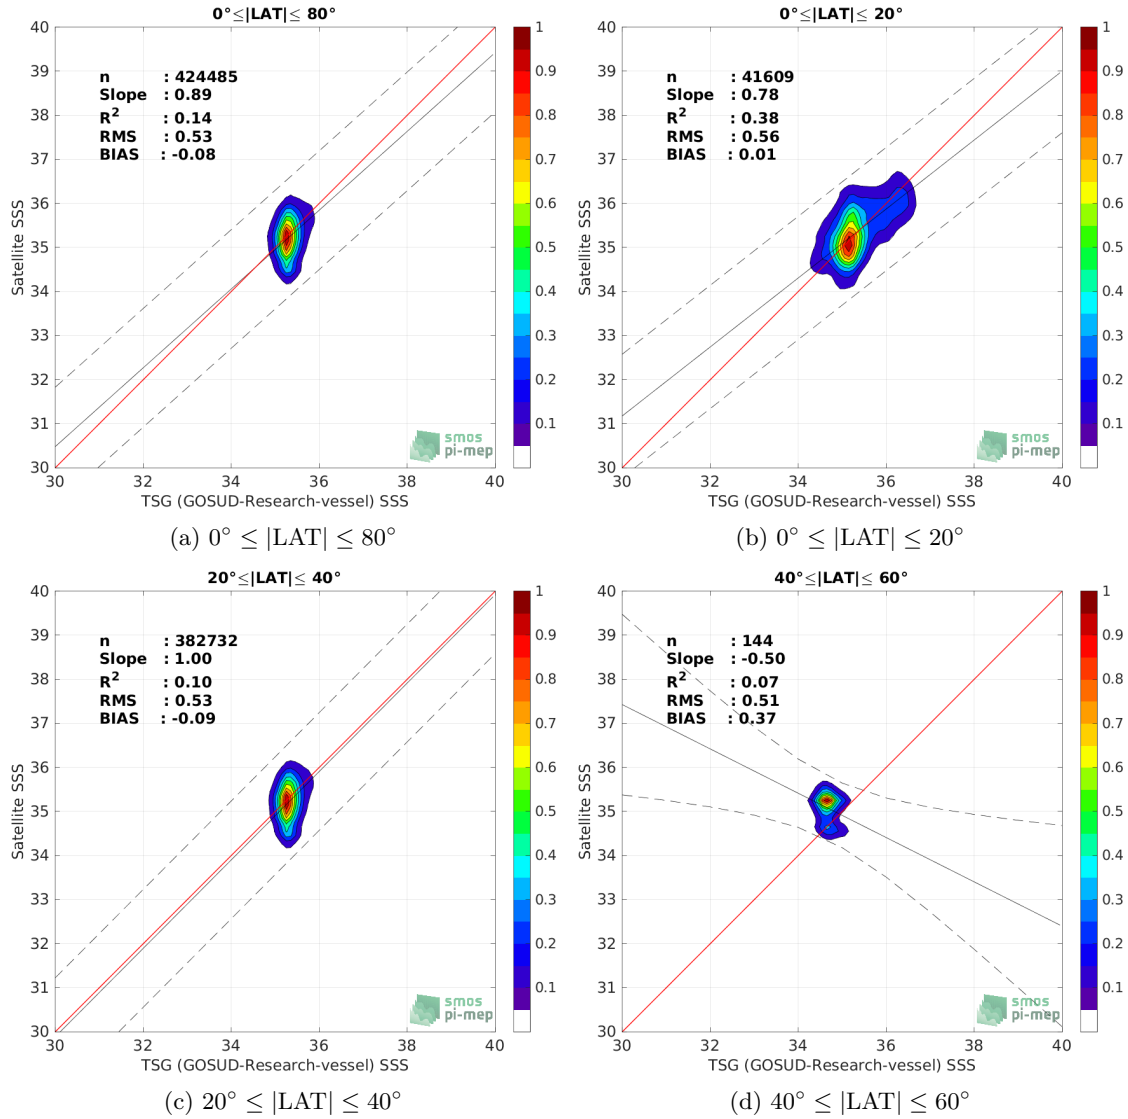 0°≤|LAT|≤ 80°
n : 424485
Slope : 0.89
R² : 0.14
RMS : 0.53
BIAS : -0.08
40
39
38
37
36
35
34
33
32
31
30
Satellite SSS
30 32 34 36 38 40
TSG (GOSUD-Research-vessel) SSS
smos
pi-mep
1
0.9
0.8
0.7
0.6
0.5
0.4
0.3
0.2
0.1
(a) 0° ≤ |LAT| ≤ 80°
0°≤|LAT|≤ 20°
n : 41609
Slope : 0.78
R² : 0.38
RMS : 0.56
BIAS : 0.01
40
39
38
37
36
35
34
33
32
31
30
Satellite SSS
30 32 34 36 38 40
TSG (GOSUD-Research-vessel) SSS
smos
pi-mep
1
0.9
0.8
0.7
0.6
0.5
0.4
0.3
0.2
0.1
(b) 0° ≤ |LAT| ≤ 20°
20°≤|LAT|≤ 40°
n : 382732
Slope : 1.00
R² : 0.10
RMS : 0.53
BIAS : -0.09
40
39
38
37
36
35
34
33
32
31
30
Satellite SSS
30 32 34 36 38 40
TSG (GOSUD-Research-vessel) SSS
smos
pi-mep
1
0.9
0.8
0.7
0.6
0.5
0.4
0.3
0.2
0.1
(c) 20° ≤ |LAT| ≤ 40°
40°≤|LAT|≤ 60°
n : 144
Slope : -0.50
R² : 0.07
RMS : 0.51
BIAS : 0.37
40
39
38
37
36
35
34
33
32
31
30
Satellite SSS
30 32 34 36 38 40
TSG (GOSUD-Research-vessel) SSS
smos
pi-mep
1
0.9
0.8
0.7
0.6
0.5
0.4
0.3
0.2
0.1
(d) 40° ≤ |LAT| ≤ 60°